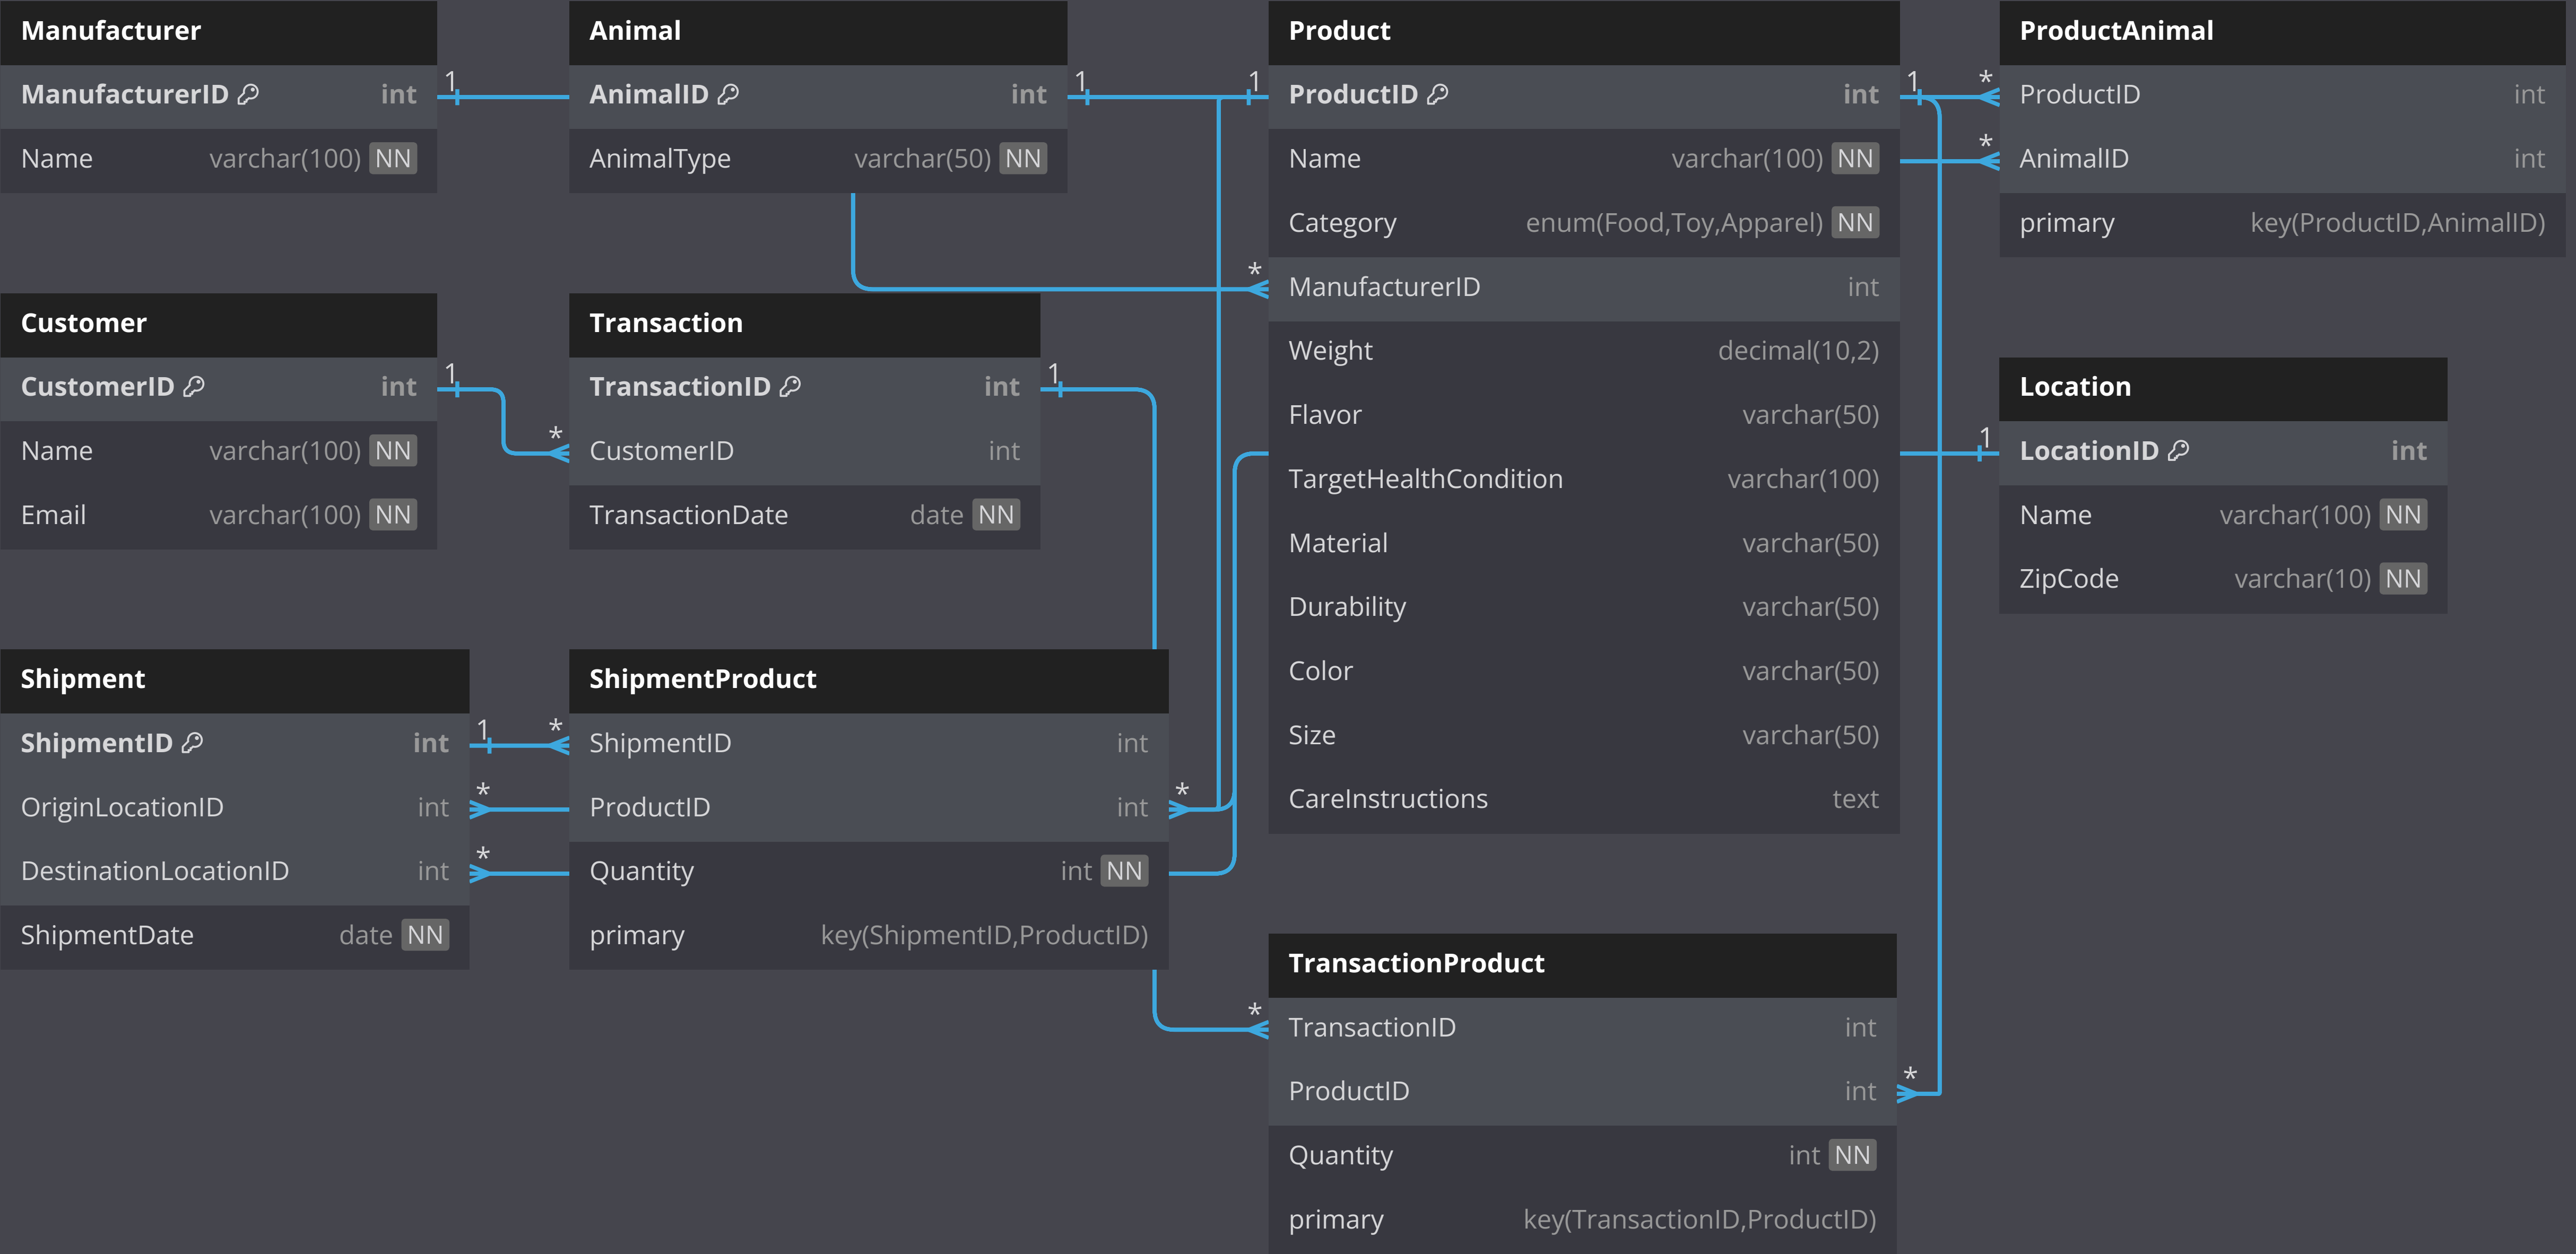 Manufacturer
ManufacturerID int
Name varchar(100) NN
Animal
AnimalID int
AnimalType varchar(50) NN
Product
ProductID int
Name varchar(100) NN
Category enum(Food,Toy,Apparel) NN
ManufacturerID int
Weight decimal(10,2)
Flavor varchar(50)
TargetHealthCondition varchar(100)
Material varchar(50)
Durability varchar(50)
Color varchar(50)
Size varchar(50)
CareInstructions text
ProductAnimal
ProductID int
AnimalID int
primary key(ProductID,AnimalID)
Customer
CustomerID int
Name varchar(100) NN
Email varchar(100) NN
Transaction
TransactionID int
CustomerID int
TransactionDate date NN
Location
LocationID int
Name varchar(100) NN
ZipCode varchar(10) NN
Shipment
ShipmentID int
OriginLocationID int
DestinationLocationID int
ShipmentDate date NN
ShipmentProduct
ShipmentID int
ProductID int
Quantity int NN
primary key(ShipmentID,ProductID)
TransactionProduct
TransactionID int
ProductID int
Quantity int NN
primary key(TransactionID,ProductID)
1
1
1
1
*
*
*
1
*
1
1
1
*
*
*
*
*
*